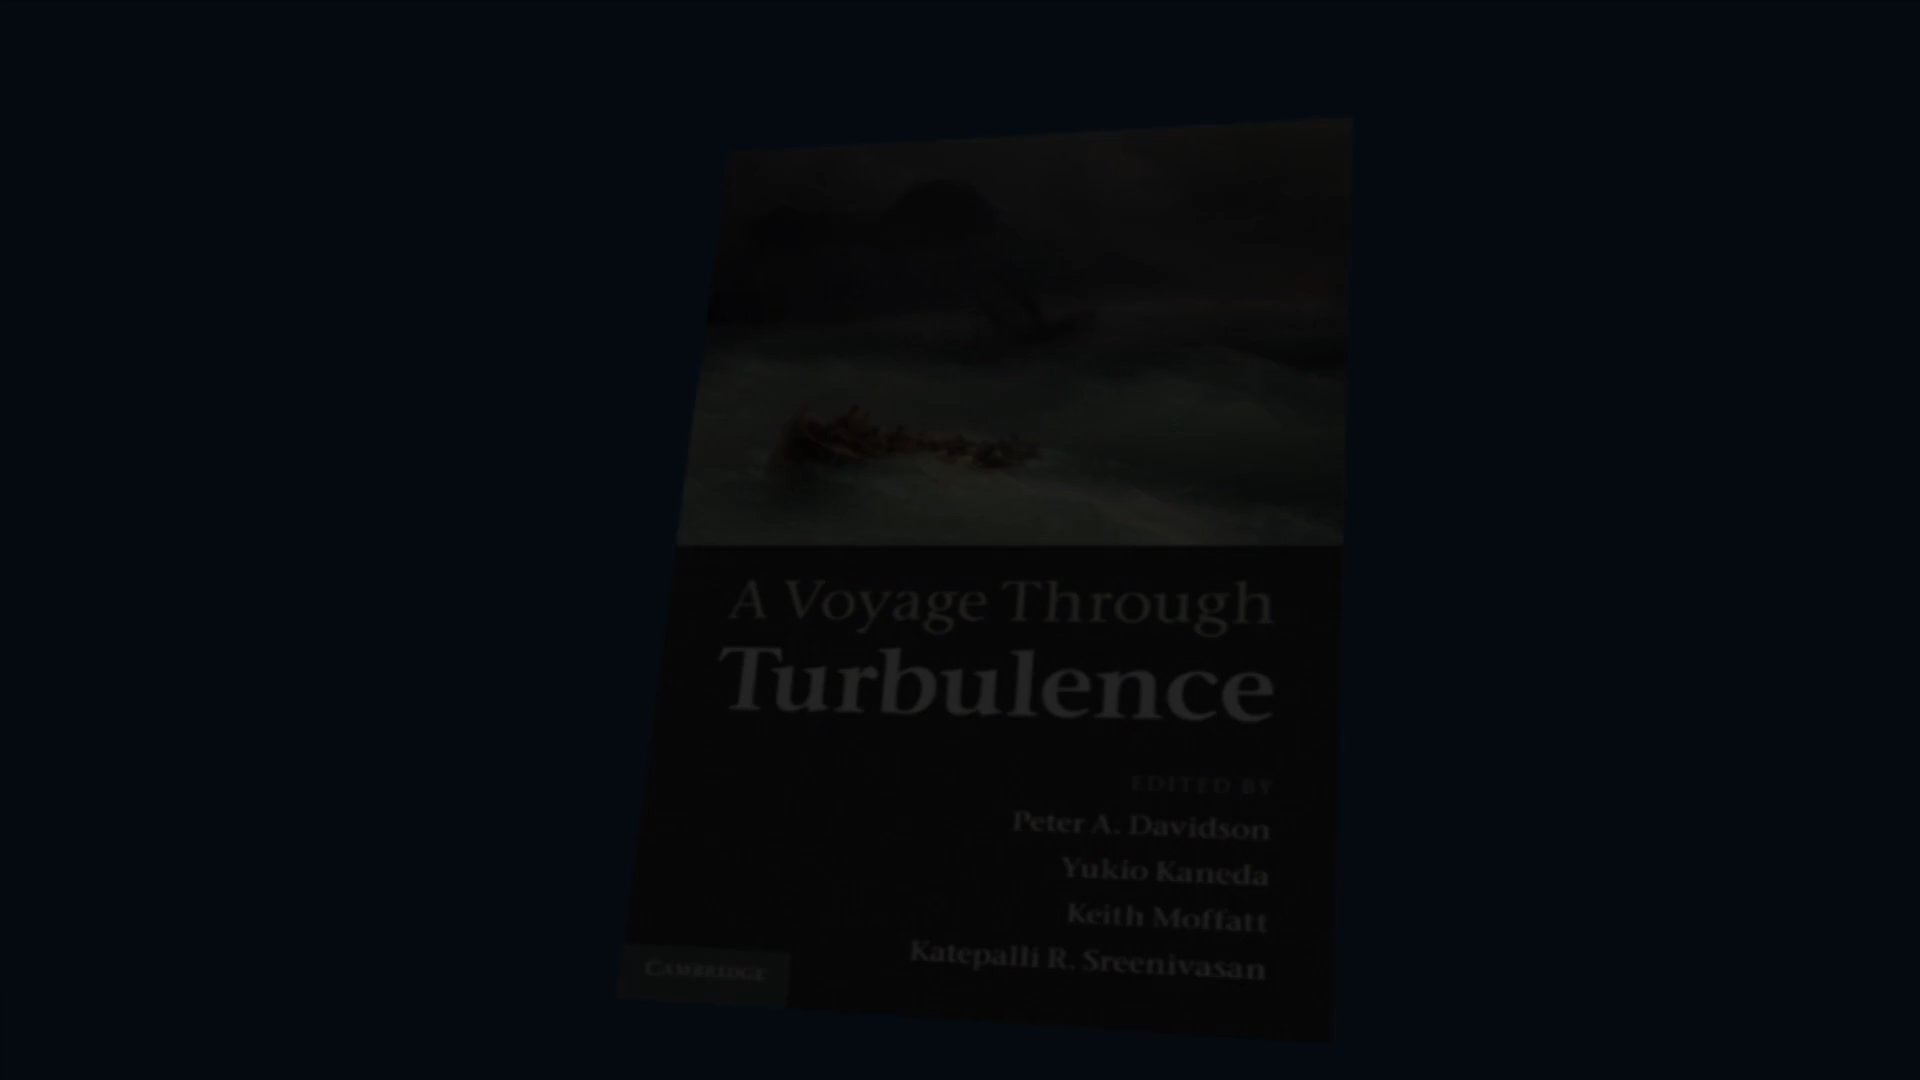 A Voyage Through
Turbulence
EDITED BY
Peter A. Davidson
Yukio Kaneda
Keith Moffatt
Katepalli R. Sreenivasan
CAMBRIDGE